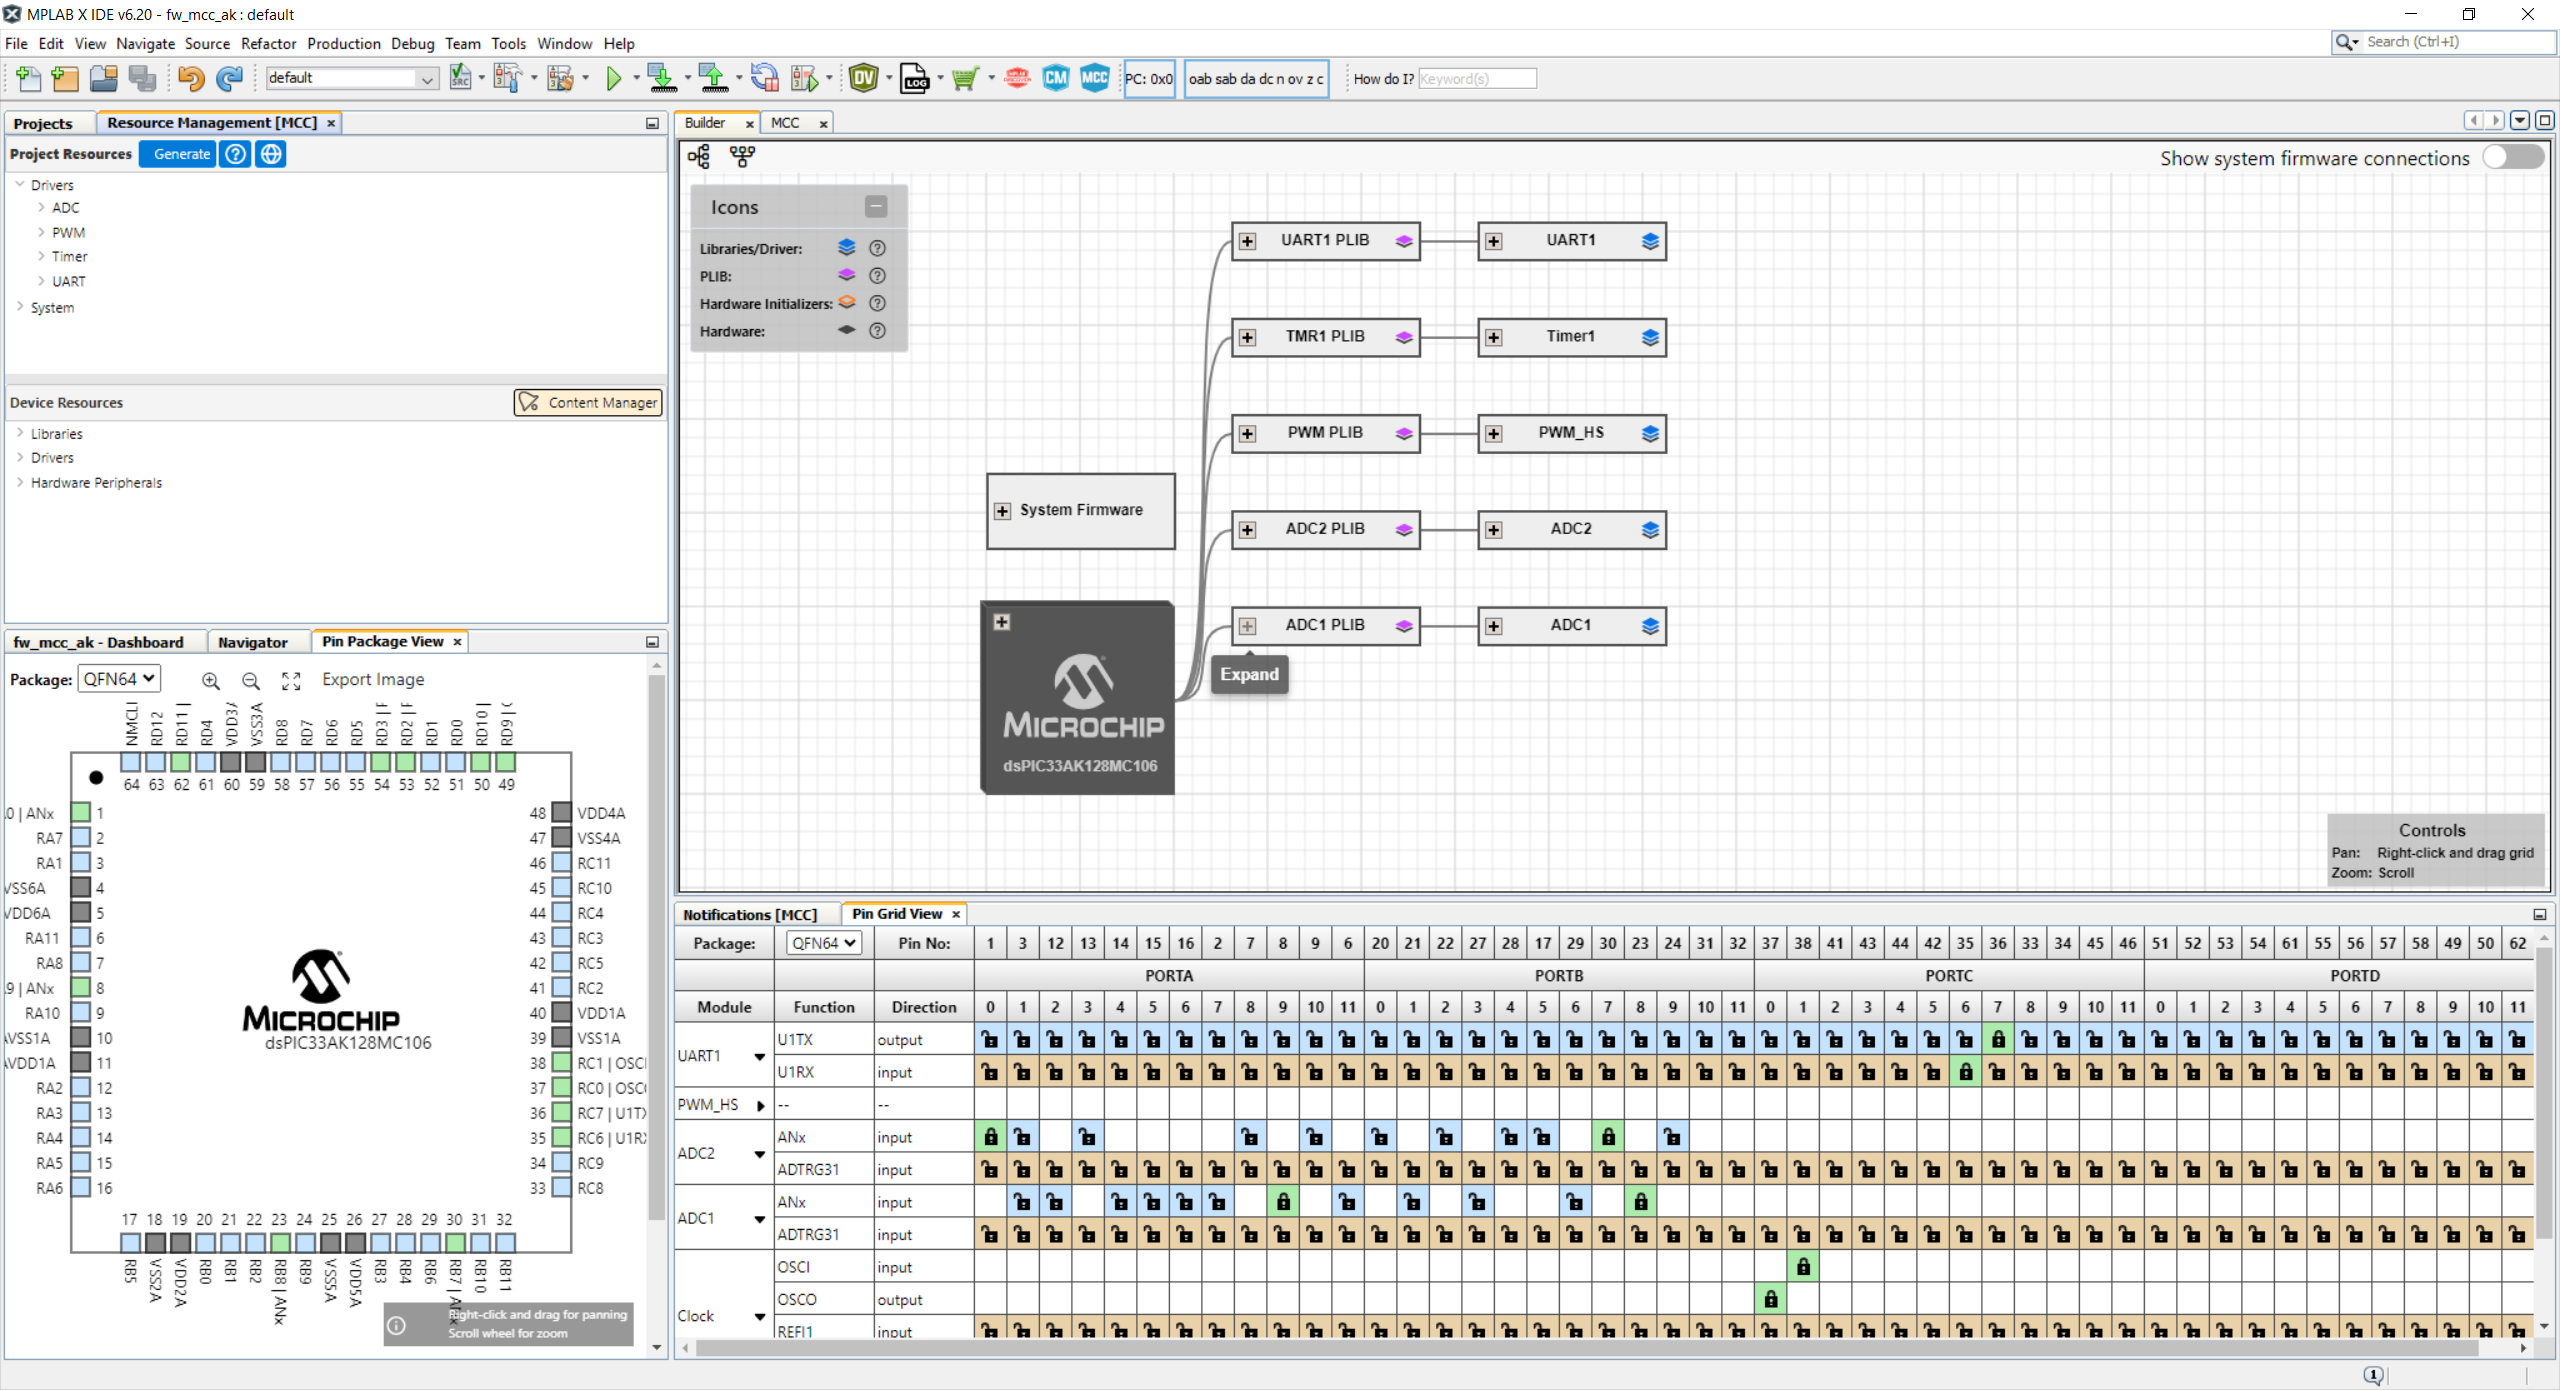 MPLAB X IDE v6.20 - fw_mcc_ak : default
File Edit View Navigate Source Refactor Production Debug Team Tools Window Help
Search (Ctrl+I)
default
PC: 0x0
oab sab da dc n ov z c
How do I? Keyword(s)
Projects
Resource Management [MCC]
Project Resources
Generate
Drivers
ADC
PWM
Timer
UART
System
Device Resources
Content Manager
Libraries
Drivers
Hardware Peripherals
fw_mcc_ak - Dashboard
Navigator
Pin Package View
Package: QFN64
Export Image
NMCLI RD12 RD11 | RD4 VDD3/ VSS3A RD8 RD7 RD6 RD5 RD3 | F RD2 | F RD1 RD0 RD10 | RD9 | C
64 63 62 61 60 59 58 57 56 55 54 53 52 51 50 49
.0 | ANx 1 48 VDD4A
RA7 2 47 VSS4A
RA1 3 46 RC11
VSS6A 4 45 RC10
VDD6A 5 44 RC4
RA11 6 43 RC3
RA8 7 42 RC5
.9 | ANx 8 41 RC2
RA10 9 40 VDD1A
AVSS1A 10 39 VSS1A
AVDD1A 11 38 RC1 | OSCI
RA2 12 37 RC0 | OSC
RA3 13 36 RC7 | U1TX
RA4 14 35 RC6 | U1RX
RA5 15 34 RC9
RA6 16 33 RC8
MICROCHIP
dsPIC33AK128MC106
17 18 19 20 21 22 23 24 25 26 27 28 29 30 31 32
RB5 VSS2A VDD2A RB0 RB1 RB2 RB8 | ANx RB9 VSS5A VDD5A RB3 RB4 RB6 RB7 | ANx RB10 RB11
Right-click and drag for panning
Scroll wheel for zoom
Builder
MCC
Show system firmware connections
Icons
Libraries/Driver:
PLIB:
Hardware Initializers:
Hardware:
UART1 PLIB UART1
TMR1 PLIB Timer1
PWM PLIB PWM_HS
System Firmware
ADC2 PLIB ADC2
ADC1 PLIB ADC1
Expand
MICROCHIP
dsPIC33AK128MC106
Controls
Pan: Right-click and drag grid
Zoom: Scroll
Notifications [MCC]
Pin Grid View
Package: QFN64 Pin No: 1 3 12 13 14 15 16 2 7 8 9 6 20 21 22 27 28 17 29 30 23 24 31 32 37 38 41 43 44 42 35 36 33 34 45 46 51 52 53 54 61 55 56 57 58 49 50 62
PORTA PORTB PORTC PORTD
Module Function Direction 0 1 2 3 4 5 6 7 8 9 10 11 0 1 2 3 4 5 6 7 8 9 10 11 0 1 2 3 4 5 6 7 8 9 10 11 0 1 2 3 4 5 6 7 8 9 10 11
UART1
U1TX output
U1RX input
PWM_HS -- --
ADC2
ANx input
ADTRG31 input
ADC1
ANx input
ADTRG31 input
Clock
OSCI input
OSCO output
REFI1 input
1